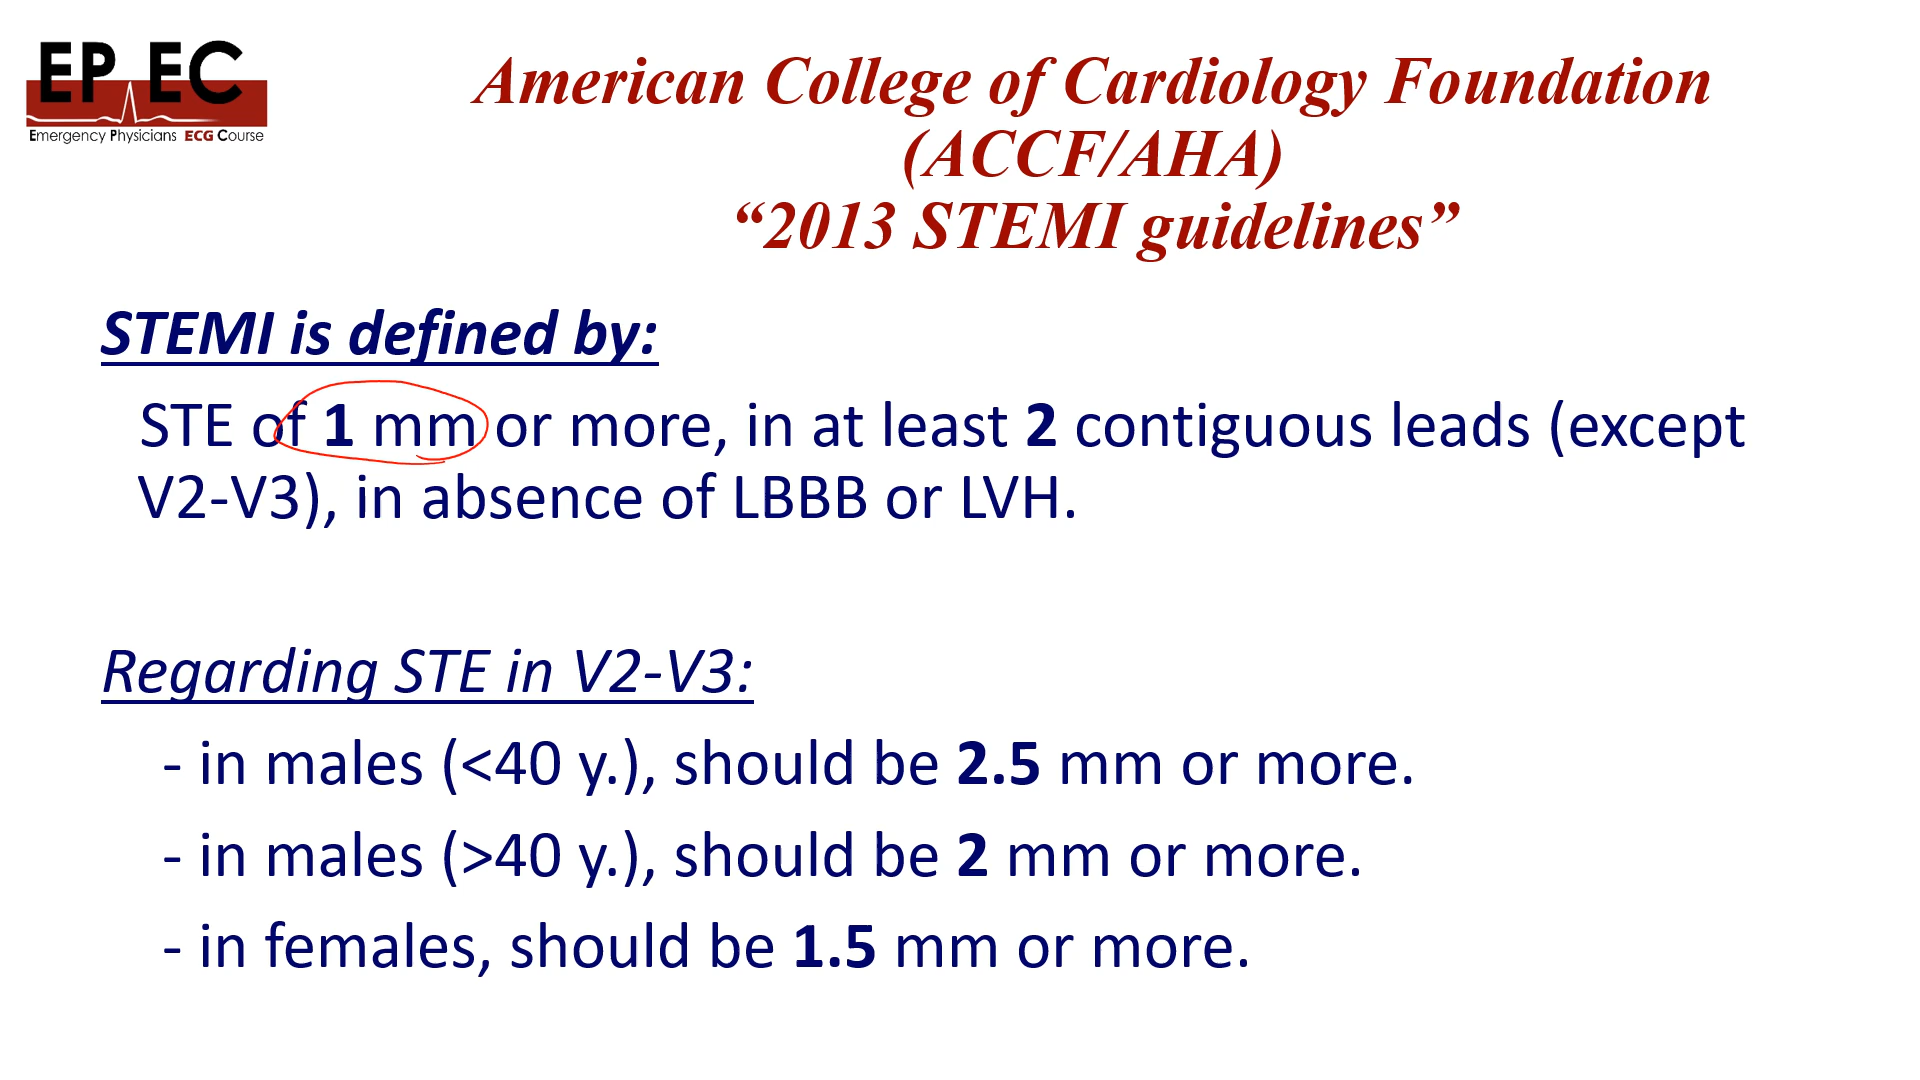 EP EC
Emergency Physicians ECG Course
American College of Cardiology Foundation
(ACCF/AHA)
“2013 STEMI guidelines”
STEMI is defined by:
STE of 1 mm or more, in at least 2 contiguous leads (except
V2-V3), in absence of LBBB or LVH.
Regarding STE in V2-V3:
- in males (<40 y.), should be 2.5 mm or more.
- in males (>40 y.), should be 2 mm or more.
- in females, should be 1.5 mm or more.